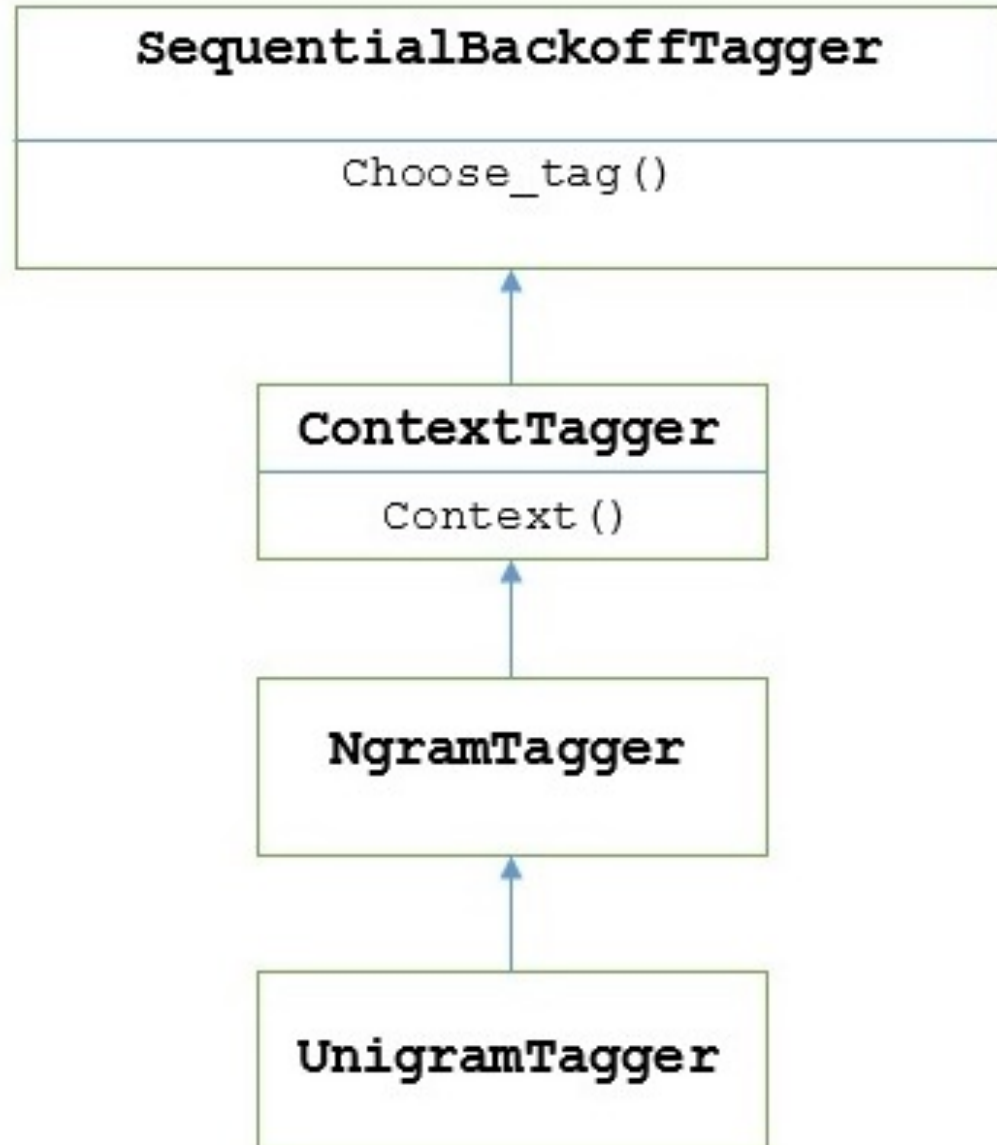 SequentialBackoffTagger
Choose_tag()
ContextTagger
Context()
NgramTagger
UnigramTagger